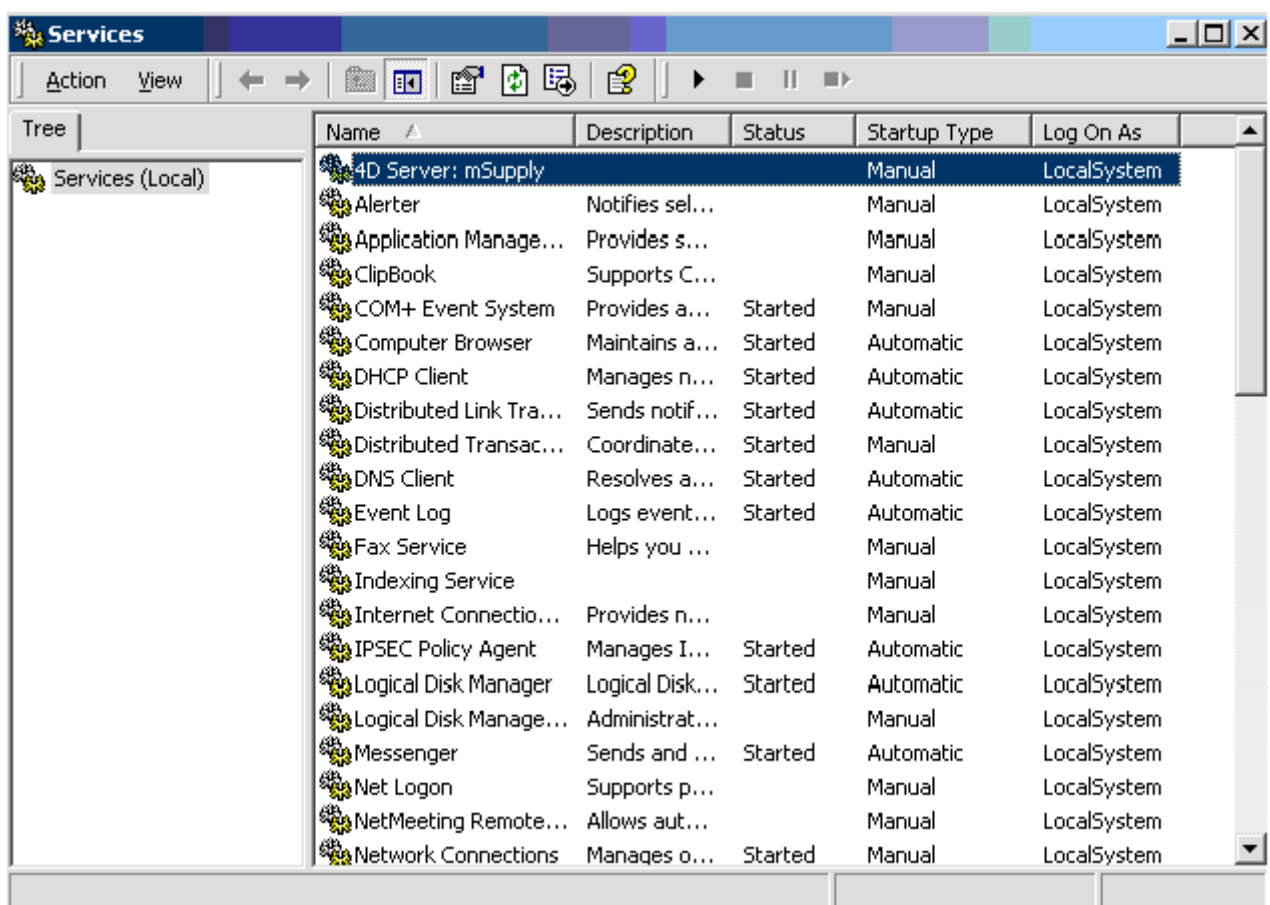 Services
Action View
Tree
Services (Local)
Name Description Status Startup Type Log On As
4D Server: mSupply Manual LocalSystem
Alerter Notifies sel... Manual LocalSystem
Application Manage... Provides s... Manual LocalSystem
ClipBook Supports C... Manual LocalSystem
COM+ Event System Provides a... Started Manual LocalSystem
Computer Browser Maintains a... Started Automatic LocalSystem
DHCP Client Manages n... Started Automatic LocalSystem
Distributed Link Tra... Sends notif... Started Automatic LocalSystem
Distributed Transac... Coordinate... Started Manual LocalSystem
DNS Client Resolves a... Started Automatic LocalSystem
Event Log Logs event... Started Automatic LocalSystem
Fax Service Helps you ... Manual LocalSystem
Indexing Service Manual LocalSystem
Internet Connectio... Provides n... Manual LocalSystem
IPSEC Policy Agent Manages I... Started Automatic LocalSystem
Logical Disk Manager Logical Disk... Started Automatic LocalSystem
Logical Disk Manage... Administrat... Manual LocalSystem
Messenger Sends and ... Started Automatic LocalSystem
Net Logon Supports p... Manual LocalSystem
NetMeeting Remote... Allows aut... Manual LocalSystem
Network Connections Manages o... Started Manual LocalSystem